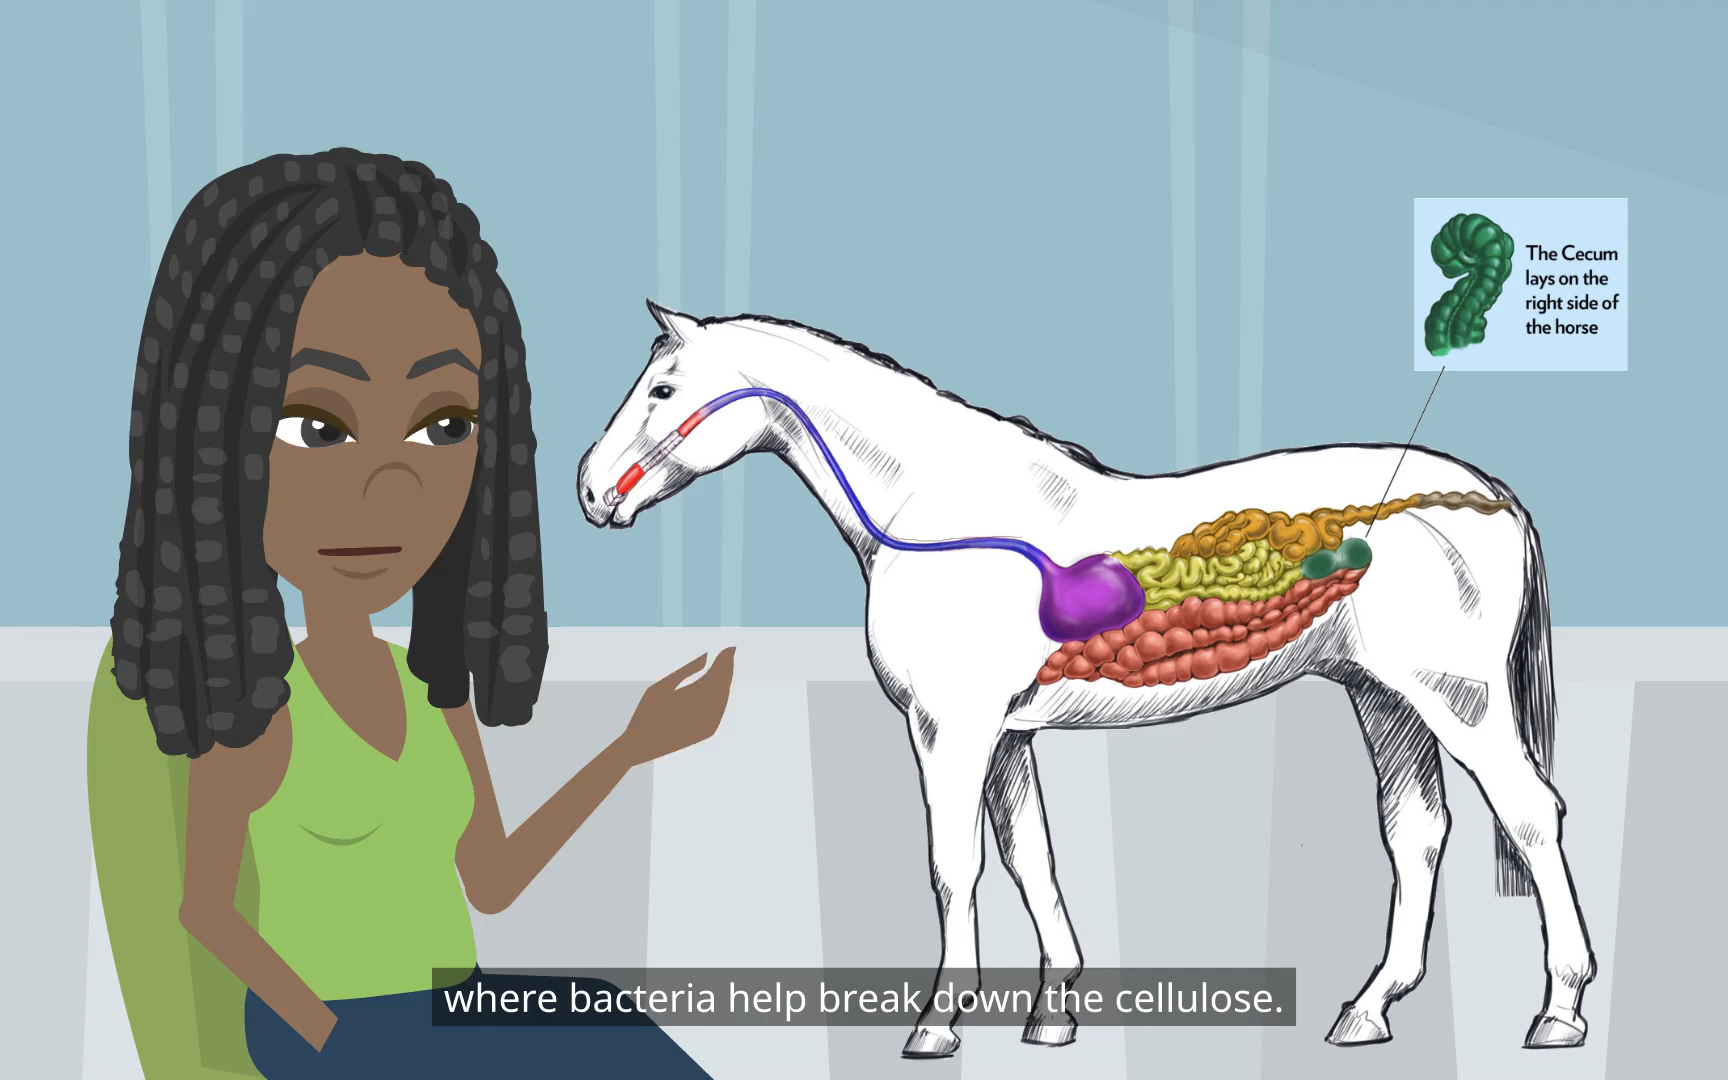 The Cecum
lays on the
right side of
the horse
where bacteria help break down the cellulose.